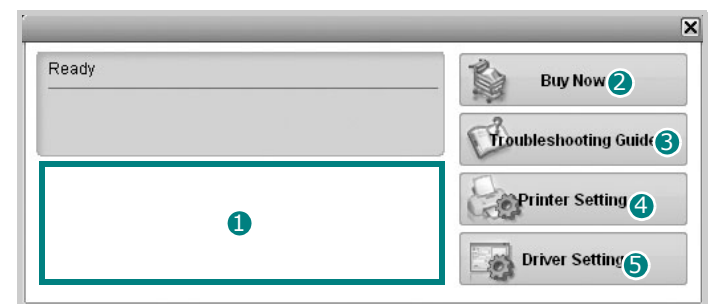 Ready
Buy Now 2
Troubleshooting Guide 3
1
Printer Setting 4
Driver Setting 5